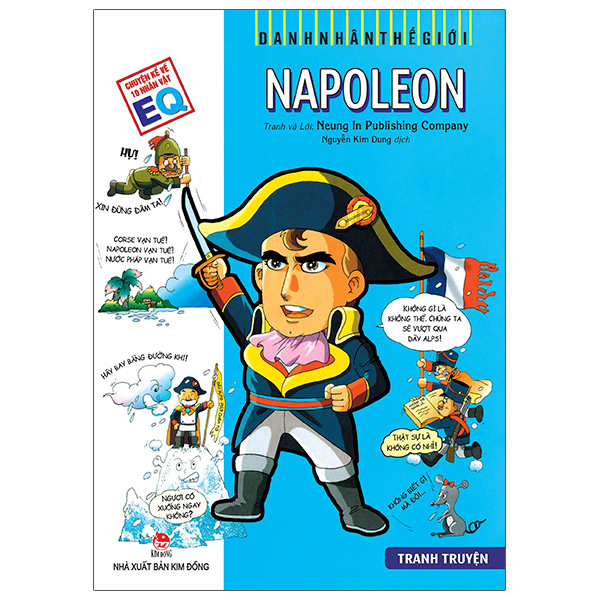 DANH NHÂN THẾ GIỚI
CHUYỆN KỂ VỀ
10 NHÂN VẬT
EQ
NAPOLEON
Tranh và Lời: Neung In Publishing Company
Nguyễn Kim Dung dịch
HỰ!
XIN ĐỪNG ĐÂM TA!
CORSE VẠN TUẾ!
NAPOLEON VẠN TUẾ!
NƯỚC PHÁP VẠN TUẾ!
KHÔNG GÌ LÀ
KHÔNG THỂ. CHÚNG TA
SẼ VƯỢT QUA
DÃY ALPS!
HÃY BAY BẰNG ĐƯỜNG KHÍ!
THẬT SỰ LÀ
KHÔNG CÓ NHỈ!
KHÔNG BIẾT GÌ
MÀ ĐÒI...
NGƯƠI CÓ
XUỐNG NGAY
KHÔNG?
KIM ĐỒNG
NHÀ XUẤT BẢN KIM ĐỒNG
TRANH TRUYỆN